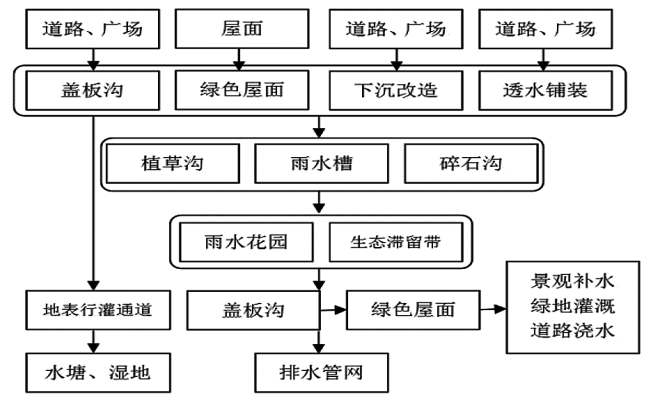 道路、广场
屋面
道路、广场
道路、广场
盖板沟
绿色屋面
下沉改造
透水铺装
植草沟
雨水槽
碎石沟
雨水花园
生态滞留带
地表行灌通道
盖板沟
绿色屋面
景观补水
绿地灌溉
道路浇水
水塘、湿地
排水管网